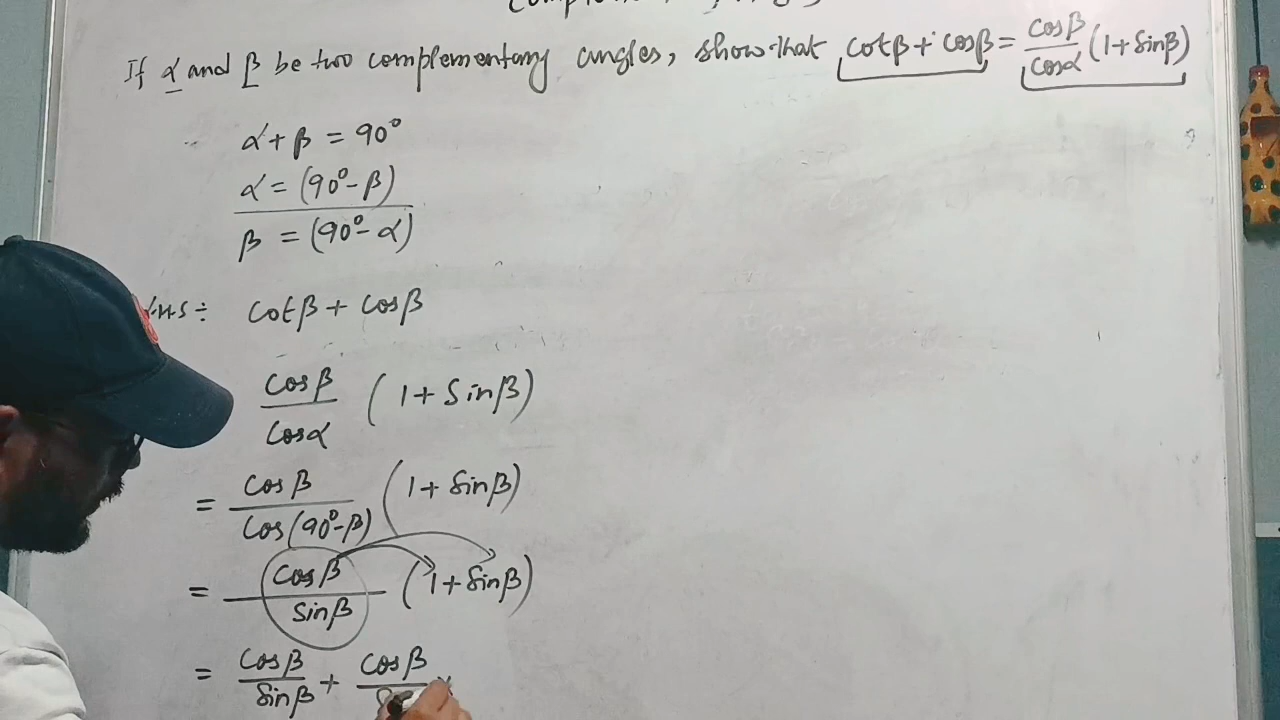 If α and β be two complementary angles, show that cotβ + cosβ = cosβ/cosα (1 + sinβ)
α + β = 90°
α = (90° - β)
β = (90° - α)
cotβ + cosβ
cosβ/cosα (1 + sinβ)
= cosβ/cos(90° - β) (1 + sinβ)
= cosβ/sinβ (1 + sinβ)
= cosβ/sinβ + cosβ